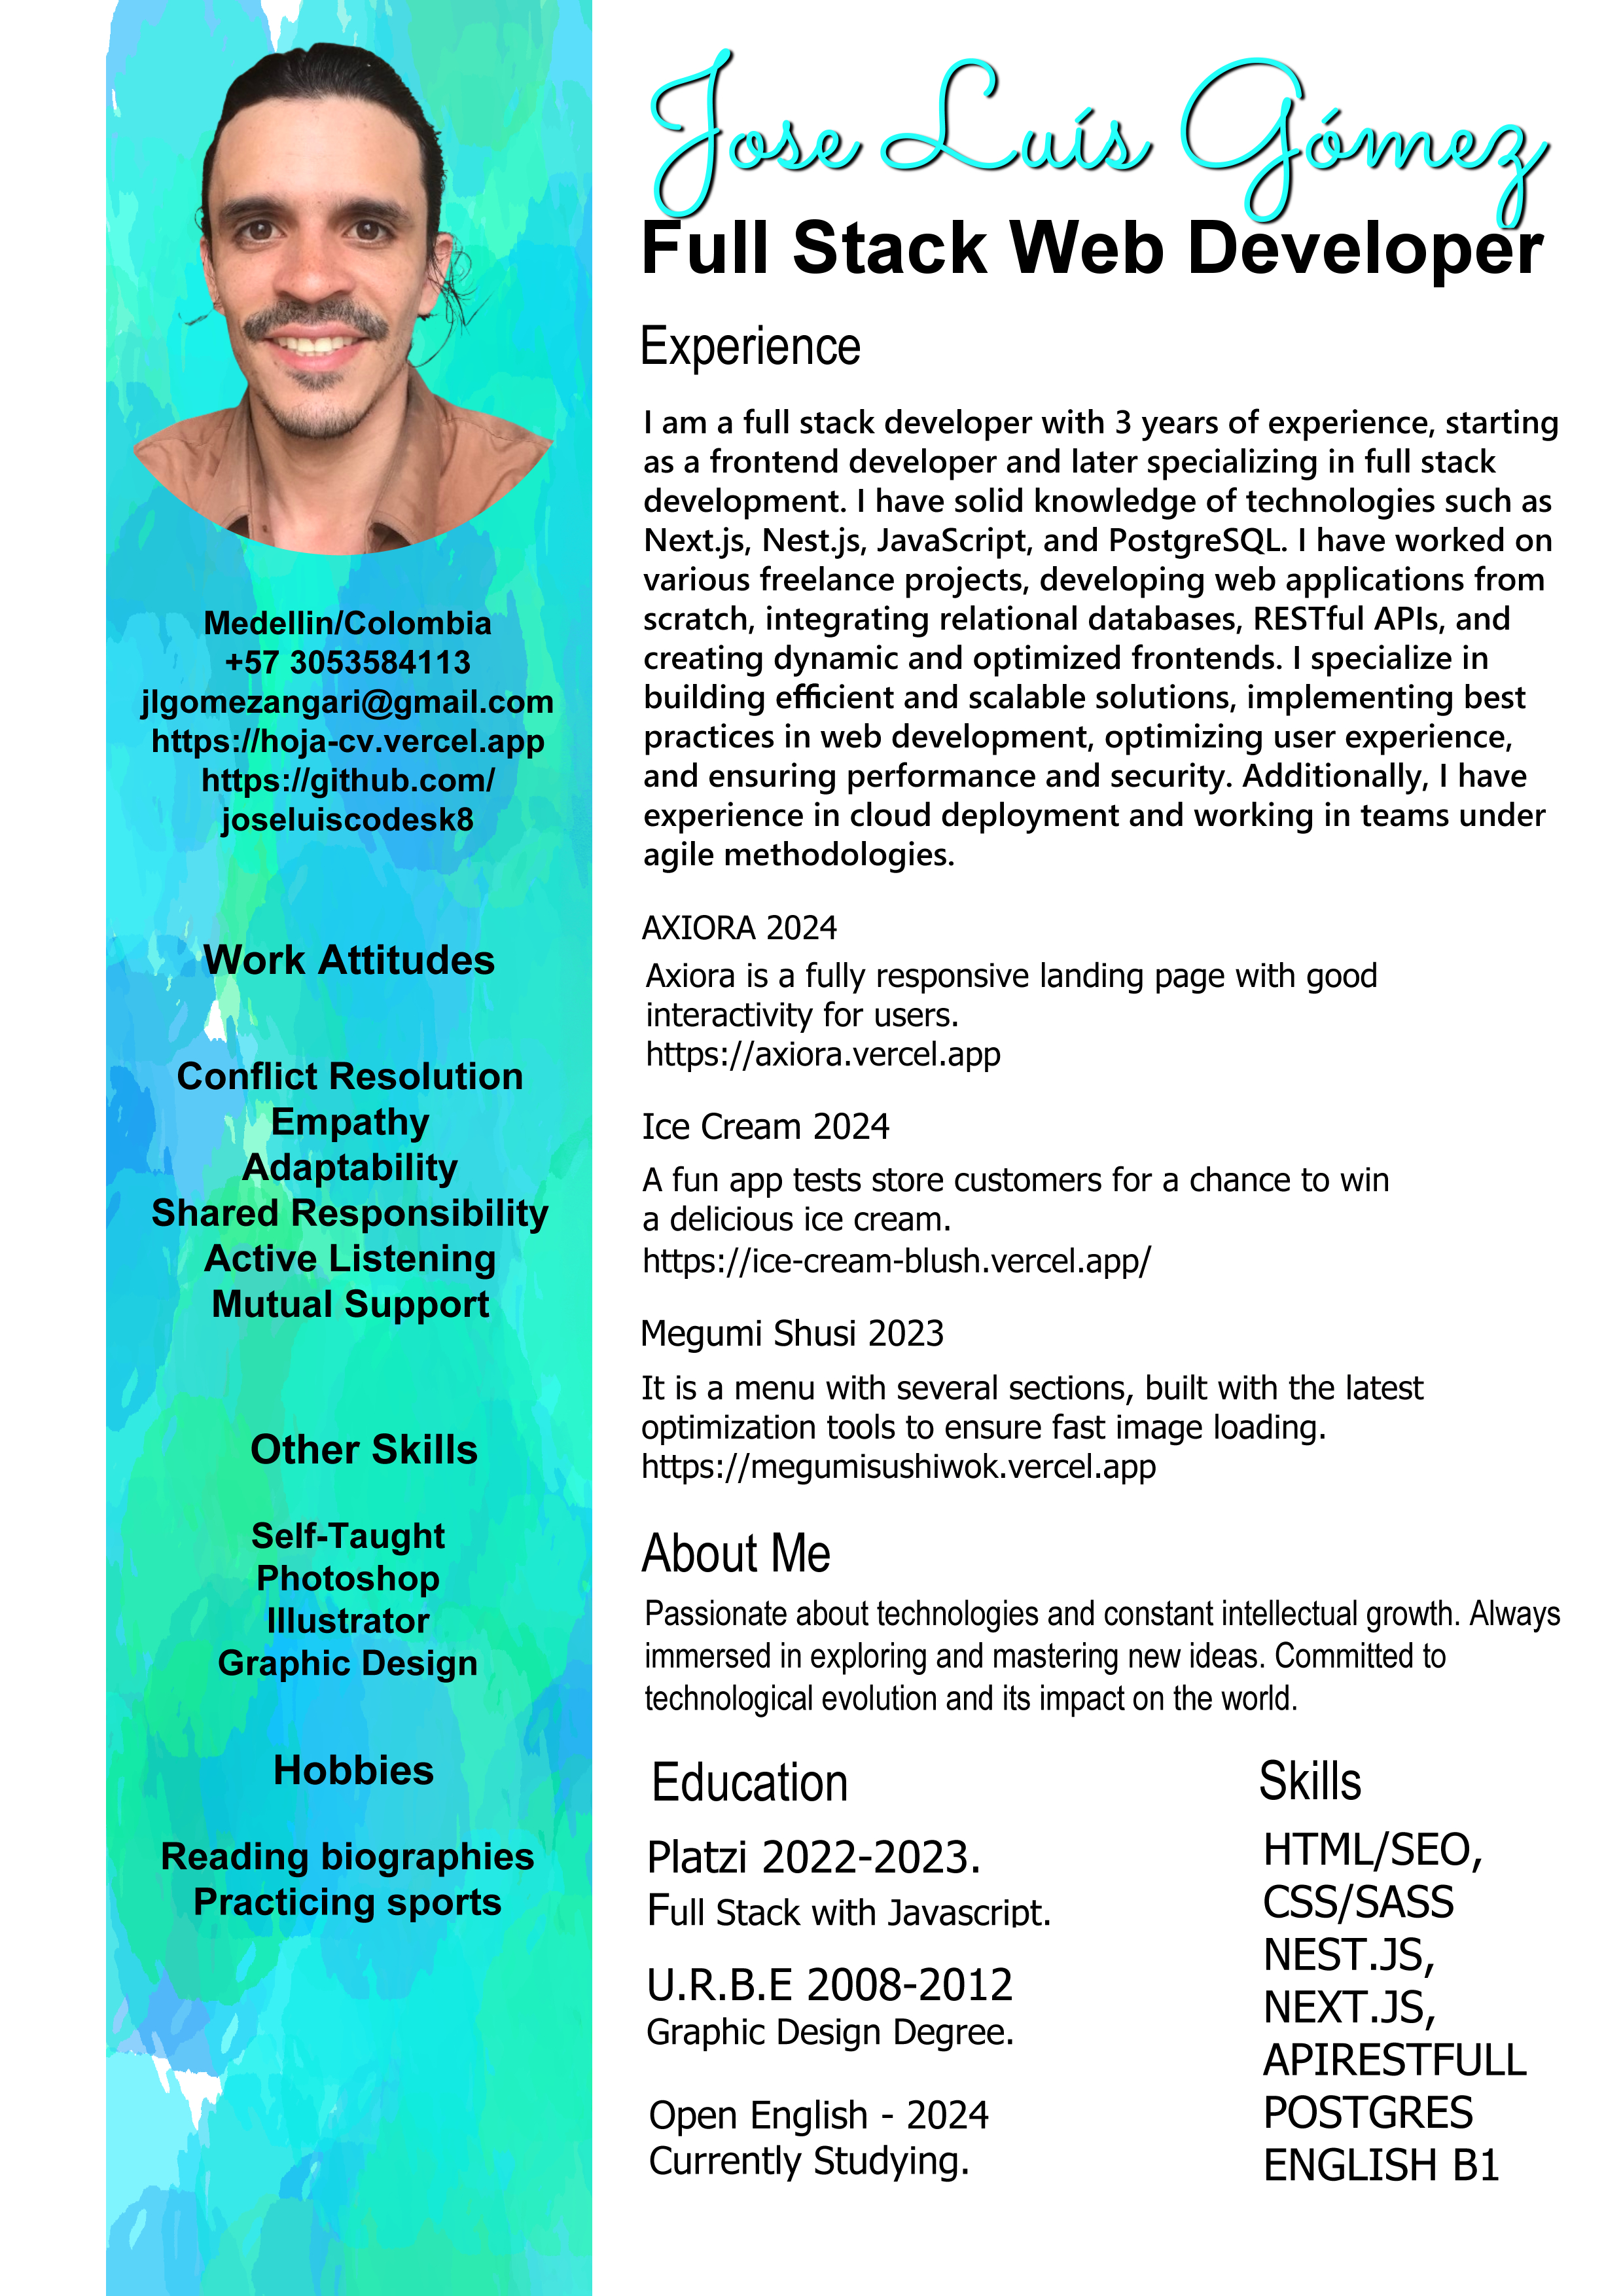 Jose Luís Gómez
Full Stack Web Developer
Medellin/Colombia
+57 3053584113
jlgomezangari@gmail.com
https://hoja-cv.vercel.app
https://github.com/
joseluiscodesk8
Work Attitudes
Conflict Resolution
Empathy
Adaptability
Shared Responsibility
Active Listening
Mutual Support
Other Skills
Self-Taught
Photoshop
Illustrator
Graphic Design
Hobbies
Reading biographies
Practicing sports
Experience
I am a full stack developer with 3 years of experience, starting
as a frontend developer and later specializing in full stack
development. I have solid knowledge of technologies such as
Next.js, Nest.js, JavaScript, and PostgreSQL. I have worked on
various freelance projects, developing web applications from
scratch, integrating relational databases, RESTful APIs, and
creating dynamic and optimized frontends. I specialize in
building efficient and scalable solutions, implementing best
practices in web development, optimizing user experience,
and ensuring performance and security. Additionally, I have
experience in cloud deployment and working in teams under
agile methodologies.
AXIORA 2024
Axiora is a fully responsive landing page with good
interactivity for users.
https://axiora.vercel.app
Ice Cream 2024
A fun app tests store customers for a chance to win
a delicious ice cream.
https://ice-cream-blush.vercel.app/
Megumi Shusi 2023
It is a menu with several sections, built with the latest
optimization tools to ensure fast image loading.
https://megumisushiwok.vercel.app
About Me
Passionate about technologies and constant intellectual growth. Always
immersed in exploring and mastering new ideas. Committed to
technological evolution and its impact on the world.
Education
Platzi 2022-2023.
Full Stack with Javascript.
U.R.B.E 2008-2012
Graphic Design Degree.
Open English - 2024
Currently Studying.
Skills
HTML/SEO,
CSS/SASS
NEST.JS,
NEXT.JS,
APIRESTFULL
POSTGRES
ENGLISH B1